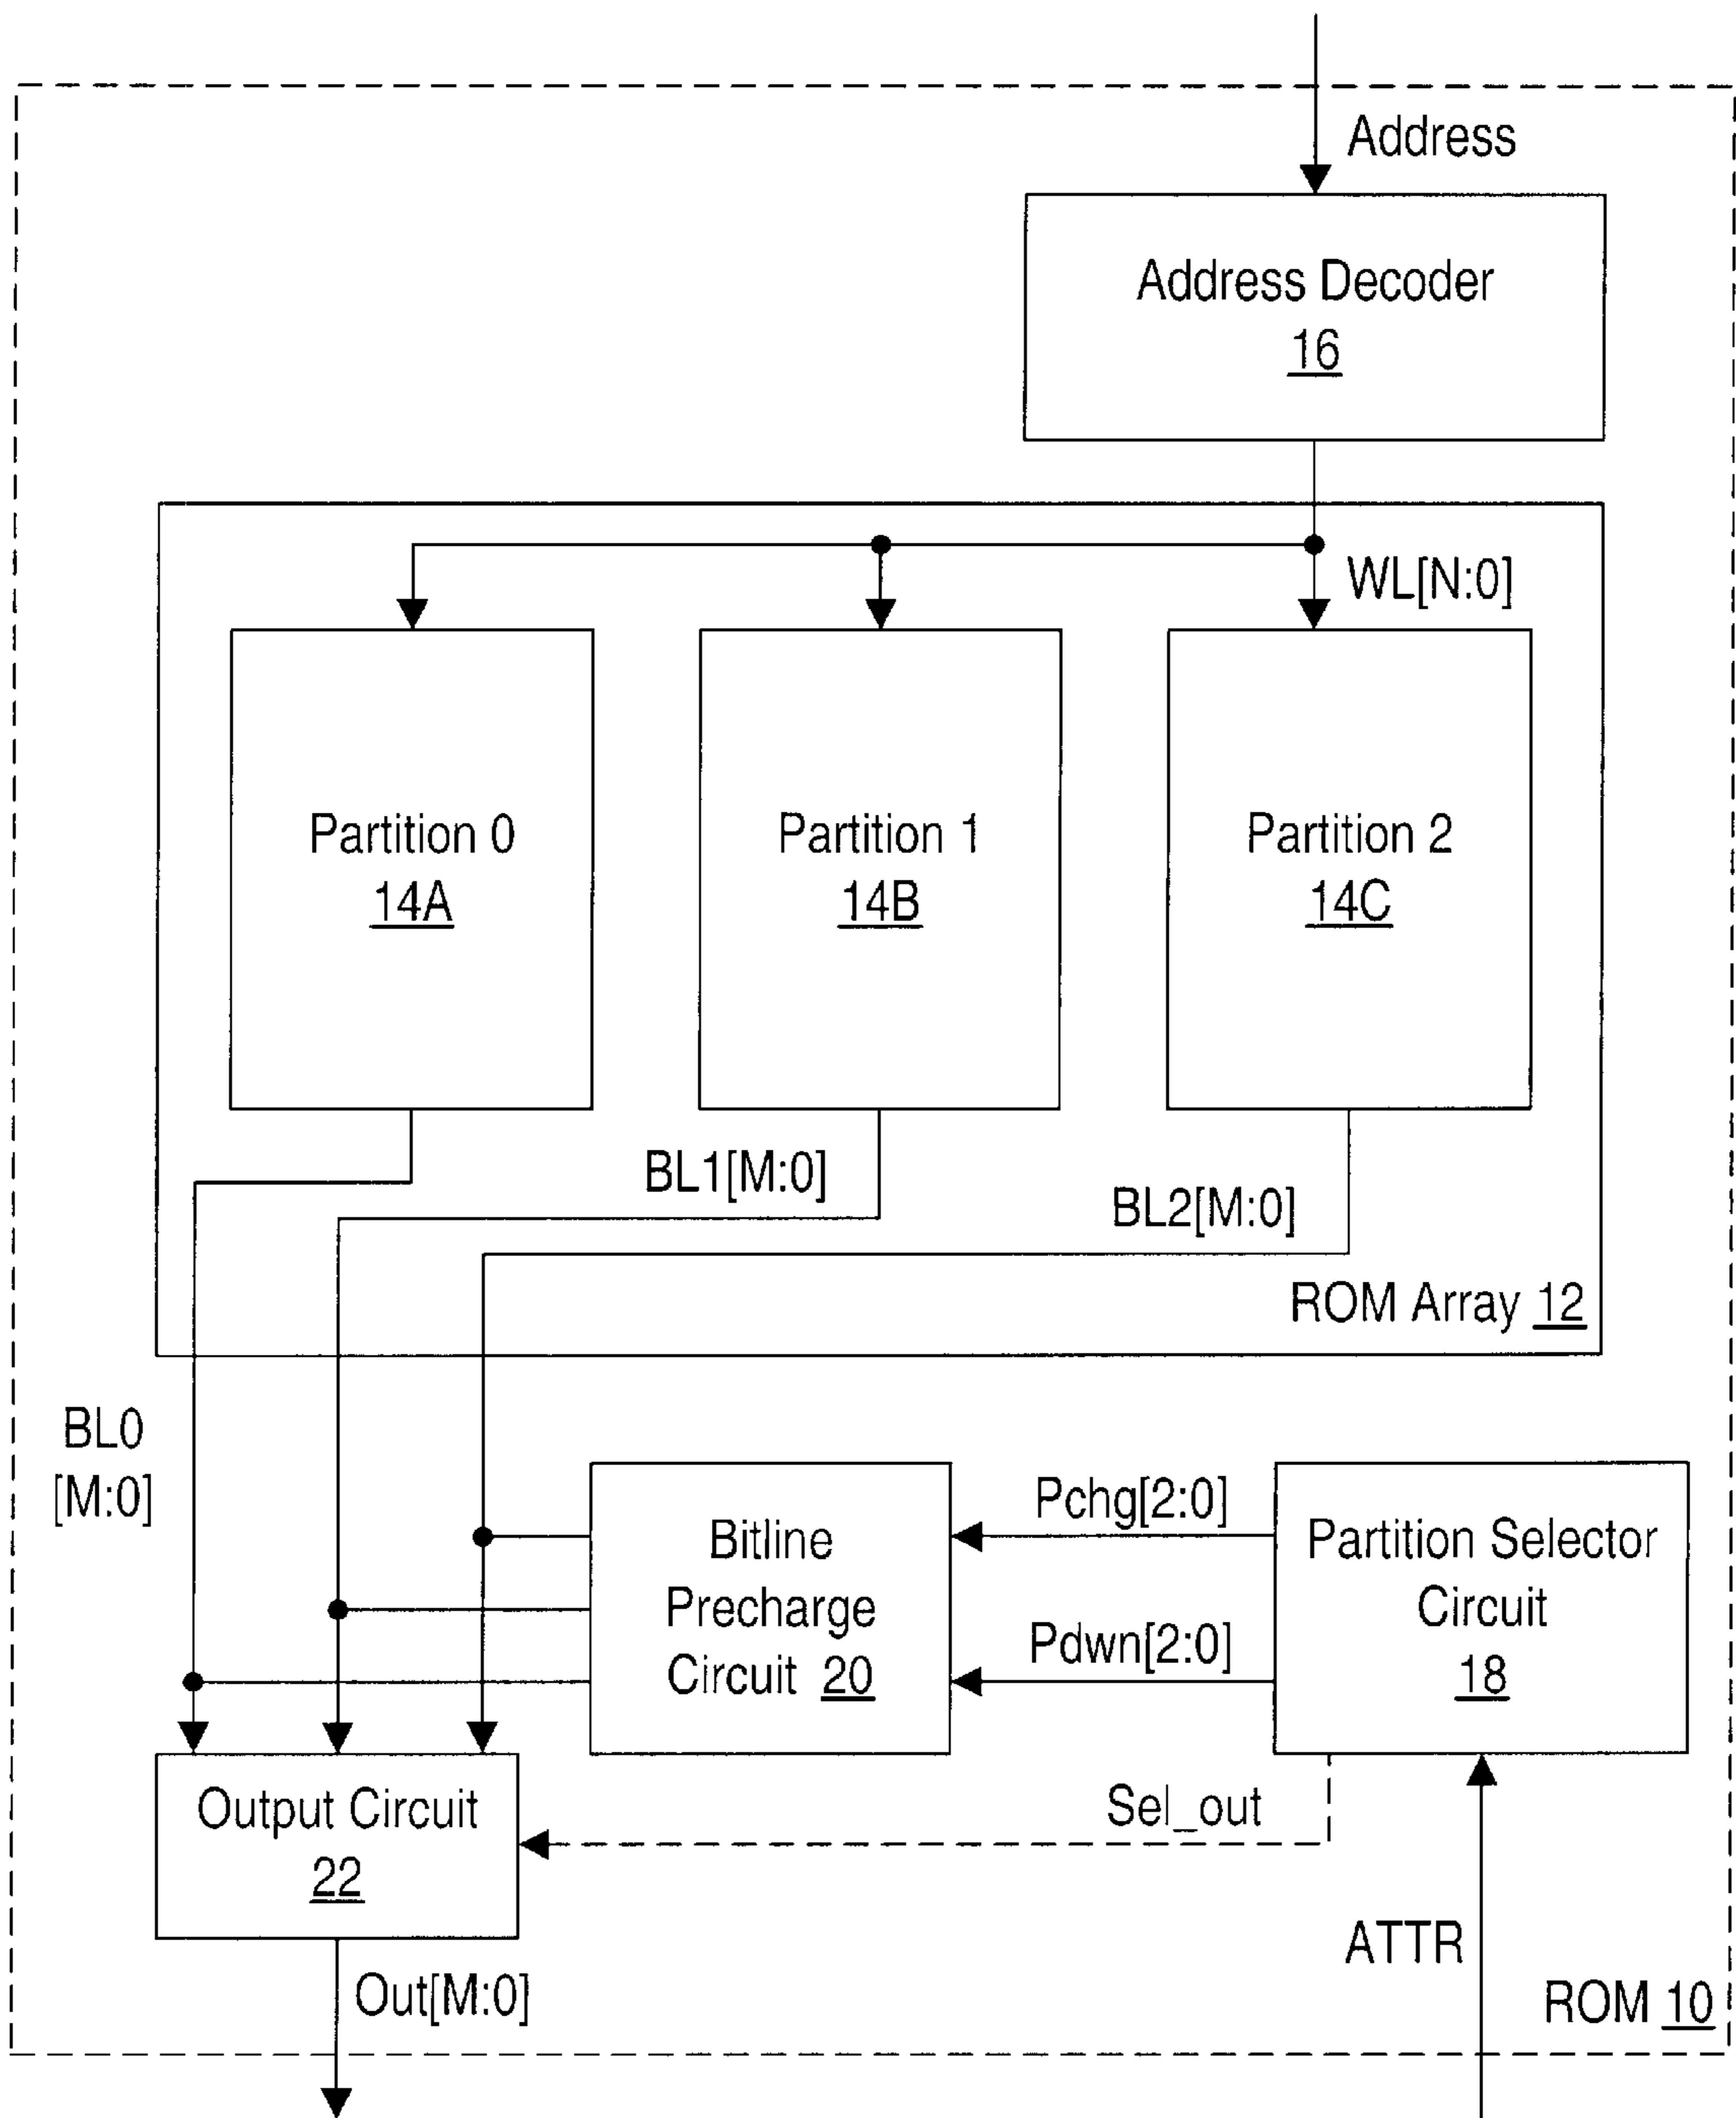 Address
Address Decoder
16
WL[N:0]
Partition 0
14A
Partition 1
14B
Partition 2
14C
BL1[M:0]
BL2[M:0]
ROM Array 12
BL0
[M:0]
Bitline
Precharge
Circuit 20
Pchg[2:0]
Pdwn[2:0]
Partition Selector
Circuit
18
Output Circuit
22
Sel_out
ATTR
Out[M:0]
ROM 10